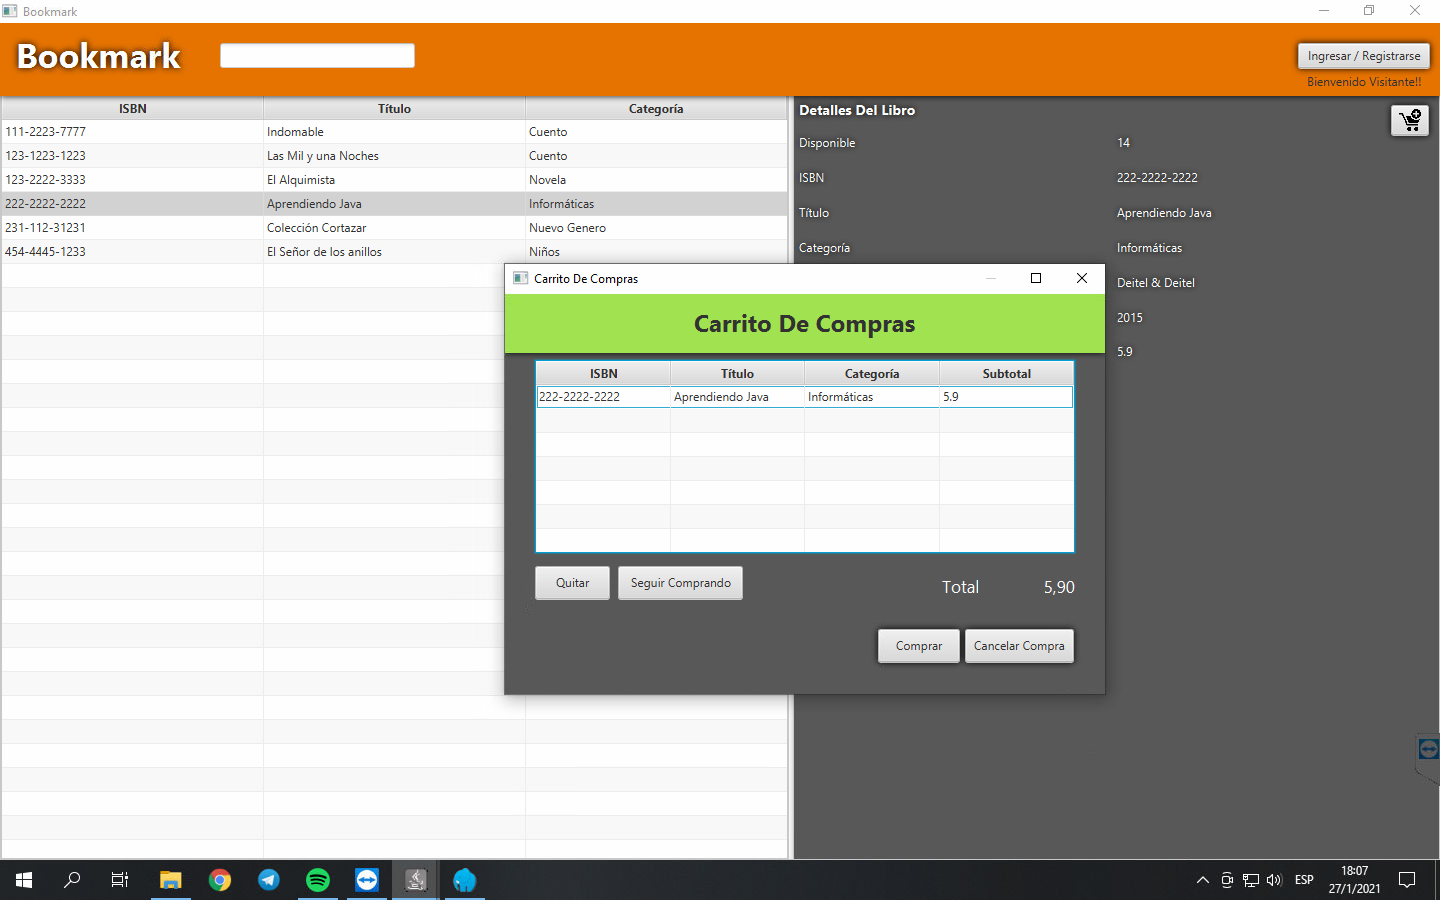 Bookmark
Bookmark
Ingresar / Registrarse
Bienvenido Visitante!!
ISBN Título Categoría
111-2223-7777 Indomable Cuento
123-1223-1223 Las Mil y una Noches Cuento
123-2222-3333 El Alquimista Novela
222-2222-2222 Aprendiendo Java Informáticas
231-112-31231 Colección Cortazar Nuevo Genero
454-4445-1233 El Señor de los anillos Niños
Detalles Del Libro
Disponible 14
ISBN 222-2222-2222
Título Aprendiendo Java
Categoría Informáticas
Deitel & Deitel
2015
5.9
Carrito De Compras
Carrito De Compras
ISBN Título Categoría Subtotal
222-2222-2222 Aprendiendo Java Informáticas 5.9
Quitar Seguir Comprando Total 5,90
Comprar Cancelar Compra
ESP 18:07
27/1/2021